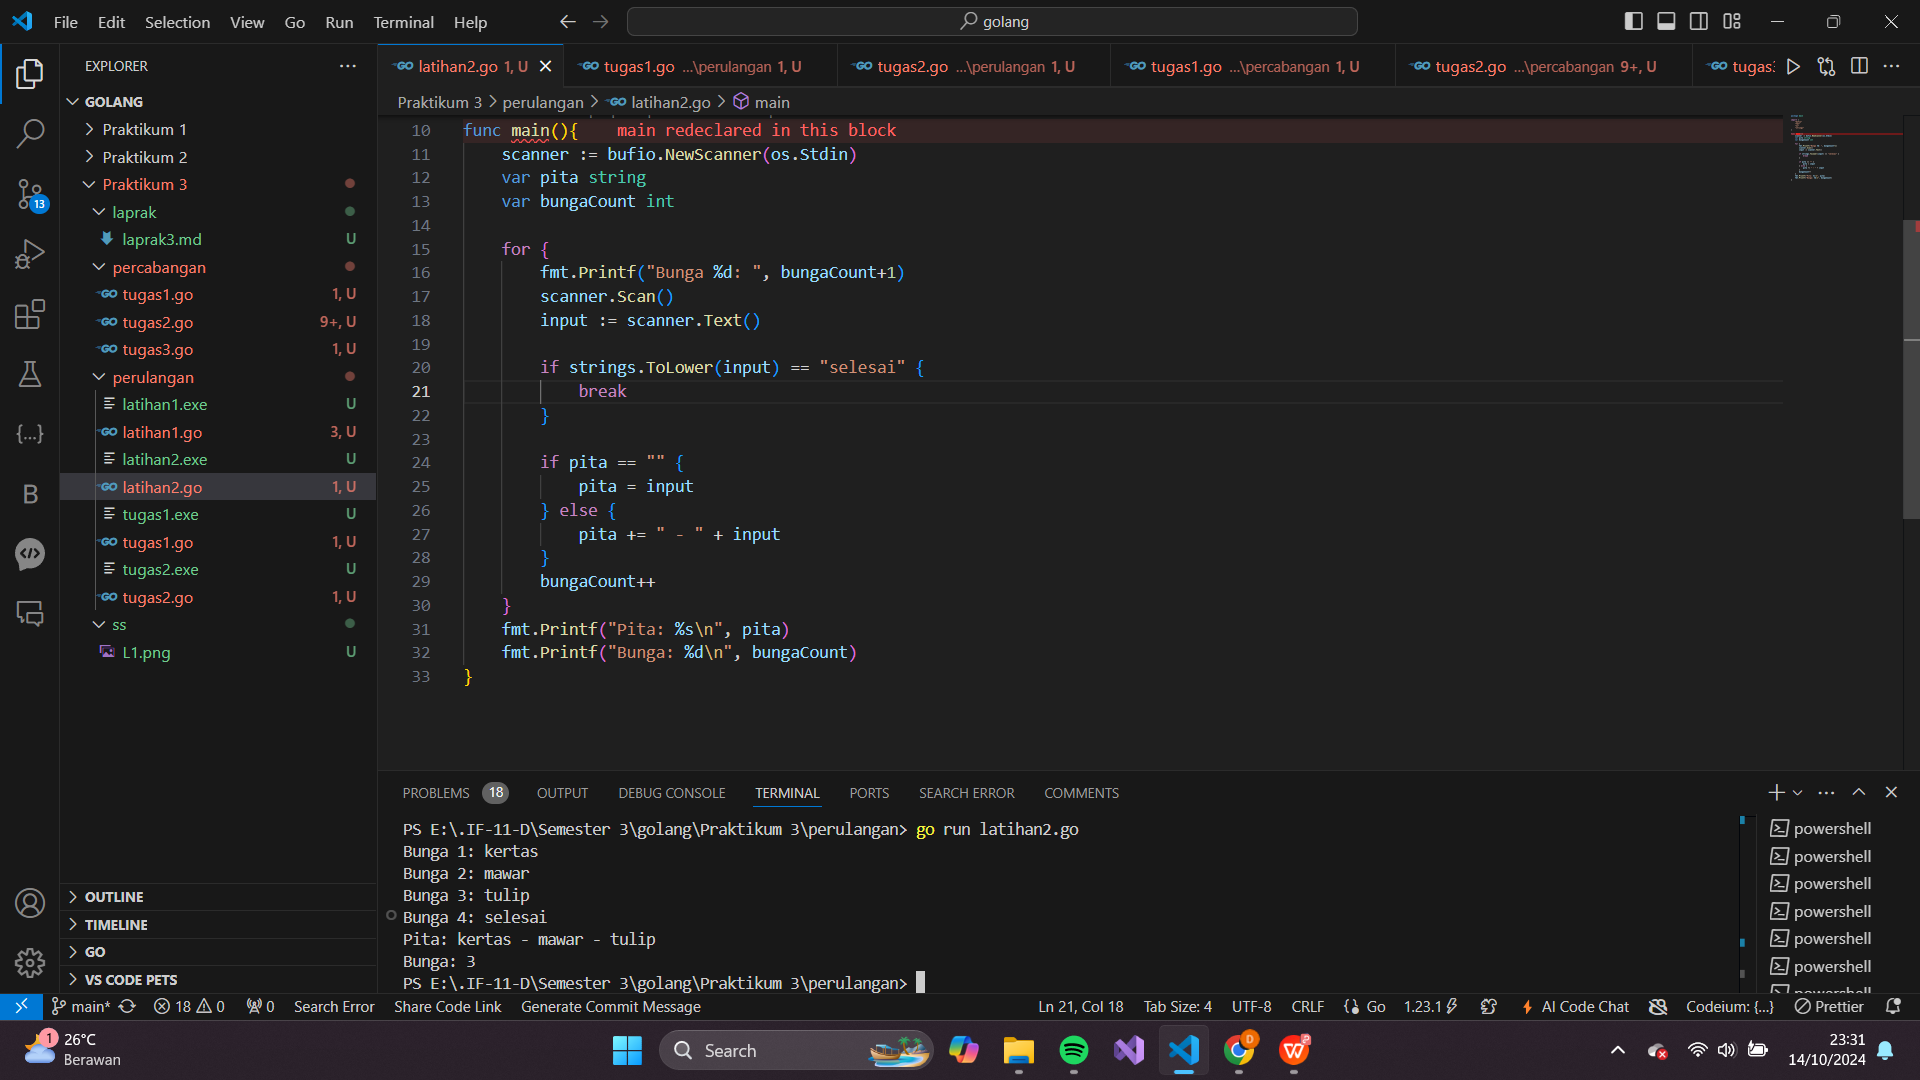 File Edit Selection View Go Run Terminal Help
golang
EXPLORER
GOLANG
Praktikum 1
Praktikum 2
Praktikum 3
laprak
laprak3.md U
percabangan
tugas1.go 1, U
tugas2.go 9+, U
tugas3.go 1, U
perulangan
latihan1.exe U
latihan1.go 3, U
latihan2.exe U
latihan2.go 1, U
tugas1.exe U
tugas1.go 1, U
tugas2.exe U
tugas2.go 1, U
ss
L1.png U
OUTLINE
TIMELINE
GO
VS CODE PETS
13
latihan2.go 1, U
tugas1.go ...\perulangan 1, U
tugas2.go ...\perulangan 1, U
tugas1.go ...\percabangan 1, U
tugas2.go ...\percabangan 9+, U
tugas3
Praktikum 3 > perulangan > latihan2.go > main
10 func main(){ main redeclared in this block
11 scanner := bufio.NewScanner(os.Stdin)
12 var pita string
13 var bungaCount int
14
15 for {
16 fmt.Printf("Bunga %d: ", bungaCount+1)
17 scanner.Scan()
18 input := scanner.Text()
19
20 if strings.ToLower(input) == "selesai" {
21 break
22 }
23
24 if pita == "" {
25 pita = input
26 } else {
27 pita += " - " + input
28 }
29 bungaCount++
30 }
31 fmt.Printf("Pita: %s\n", pita)
32 fmt.Printf("Bunga: %d\n", bungaCount)
33 }
PROBLEMS 18 OUTPUT DEBUG CONSOLE TERMINAL PORTS SEARCH ERROR COMMENTS
PS E:\.IF-11-D\Semester 3\golang\Praktikum 3\perulangan> go run latihan2.go
Bunga 1: kertas
Bunga 2: mawar
Bunga 3: tulip
Bunga 4: selesai
Pita: kertas - mawar - tulip
Bunga: 3
PS E:\.IF-11-D\Semester 3\golang\Praktikum 3\perulangan>
powershell
powershell
powershell
powershell
powershell
powershell
main* 18 0 0 Search Error Share Code Link Generate Commit Message Ln 21, Col 18 Tab Size: 4 UTF-8 CRLF Go 1.23.1 AI Code Chat Codeium: {...} Prettier
1
26°C
Berawan
Search
D
23:31
14/10/2024